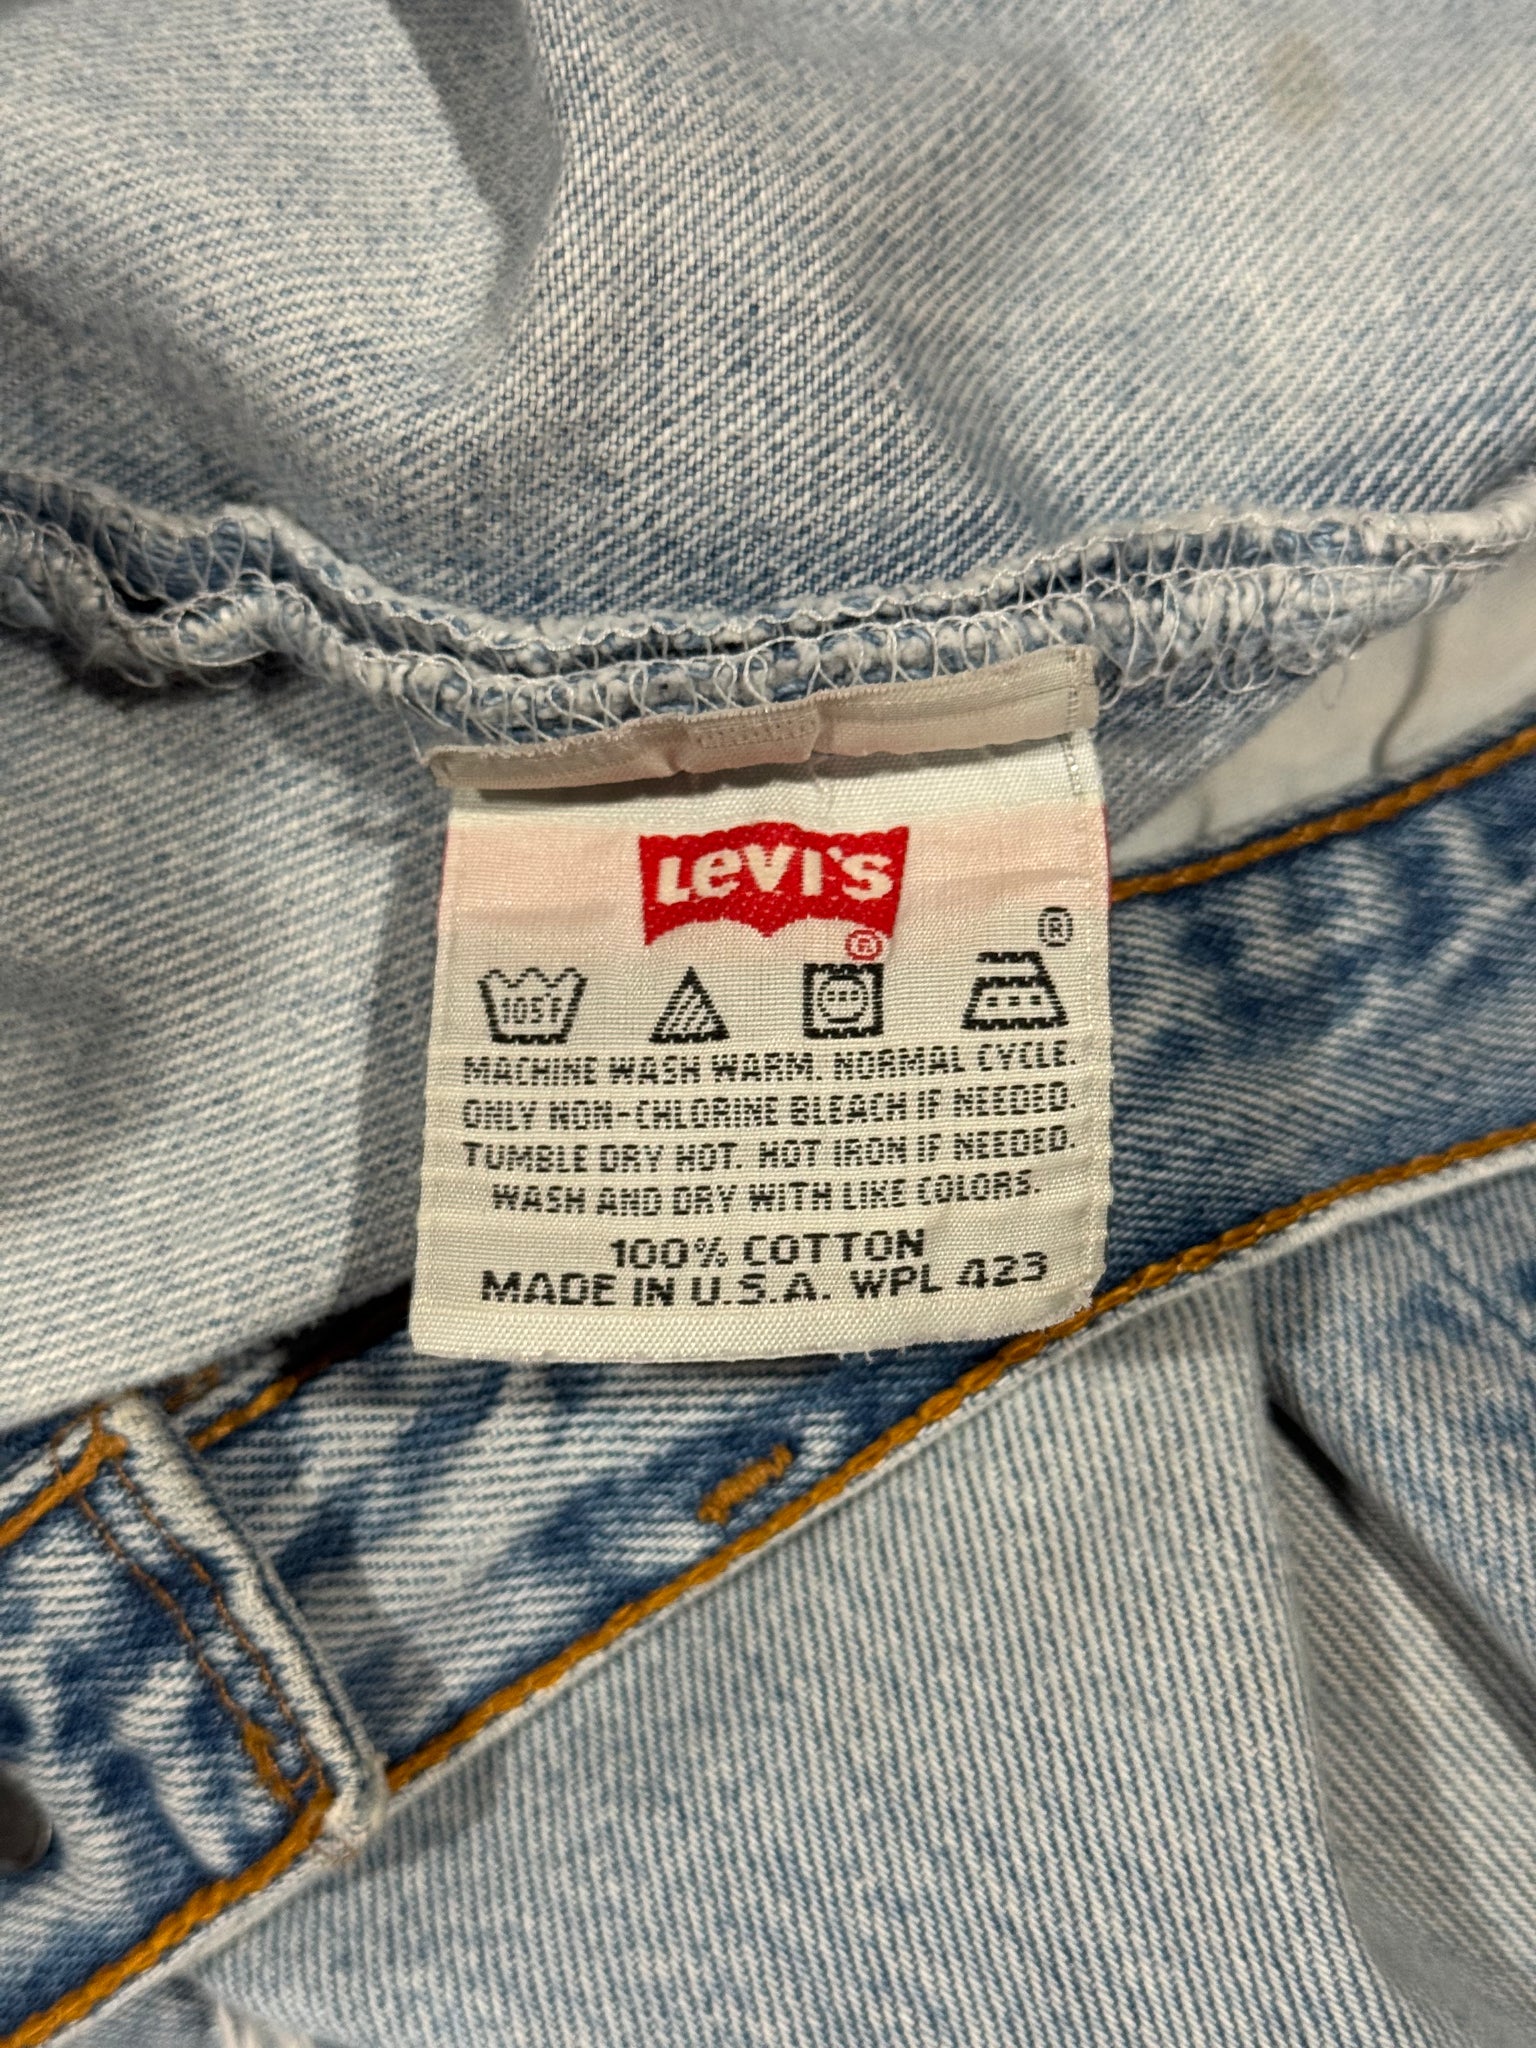 Levi's
®
®
105°F
MACHINE WASH WARM. NORMAL CYCLE.
ONLY NON-CHLORINE BLEACH IF NEEDED.
TUMBLE DRY HOT. HOT IRON IF NEEDED.
WASH AND DRY WITH LIKE COLORS.
100% COTTON
MADE IN U.S.A. WPL 423